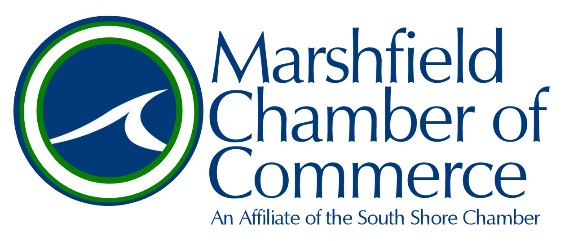 Marshfield
Chamber of
Commerce
An Affiliate of the South Shore Chamber